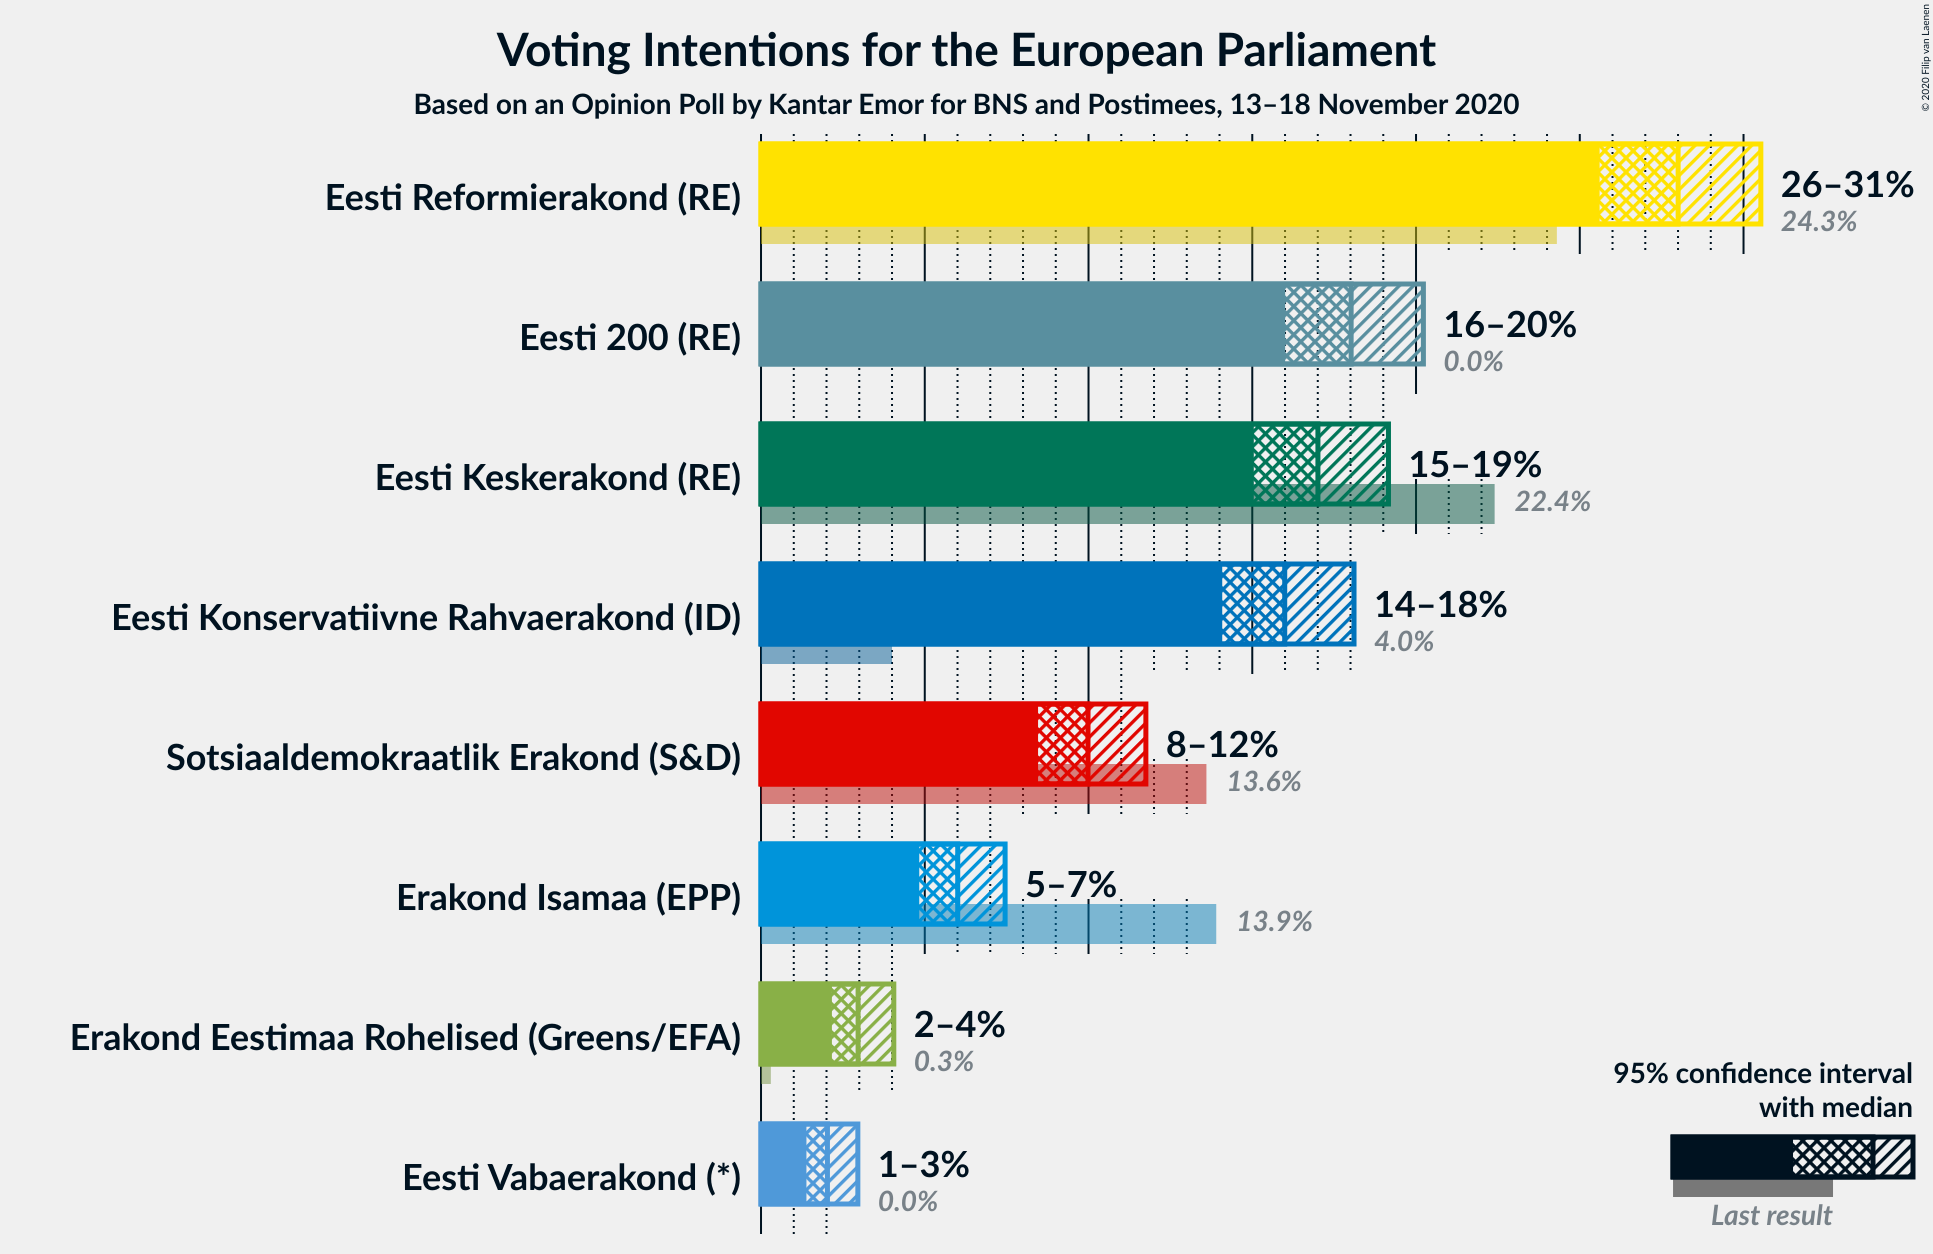 Voting Intentions for the European Parliament
Based on an Opinion Poll by Kantar Emor for BNS and Postimees, 13–18 November 2020
© 2020 Filip van Laenen
Eesti Reformierakond (RE)
26–31%
24.3%
Eesti 200 (RE)
16–20%
0.0%
Eesti Keskerakond (RE)
15–19%
22.4%
Eesti Konservatiivne Rahvaerakond (ID)
14–18%
4.0%
Sotsiaaldemokraatlik Erakond (S&D)
8–12%
13.6%
Erakond Isamaa (EPP)
5–7%
13.9%
Erakond Eestimaa Rohelised (Greens/EFA)
2–4%
0.3%
Eesti Vabaerakond (*)
1–3%
0.0%
95% confidence interval
with median
Last result